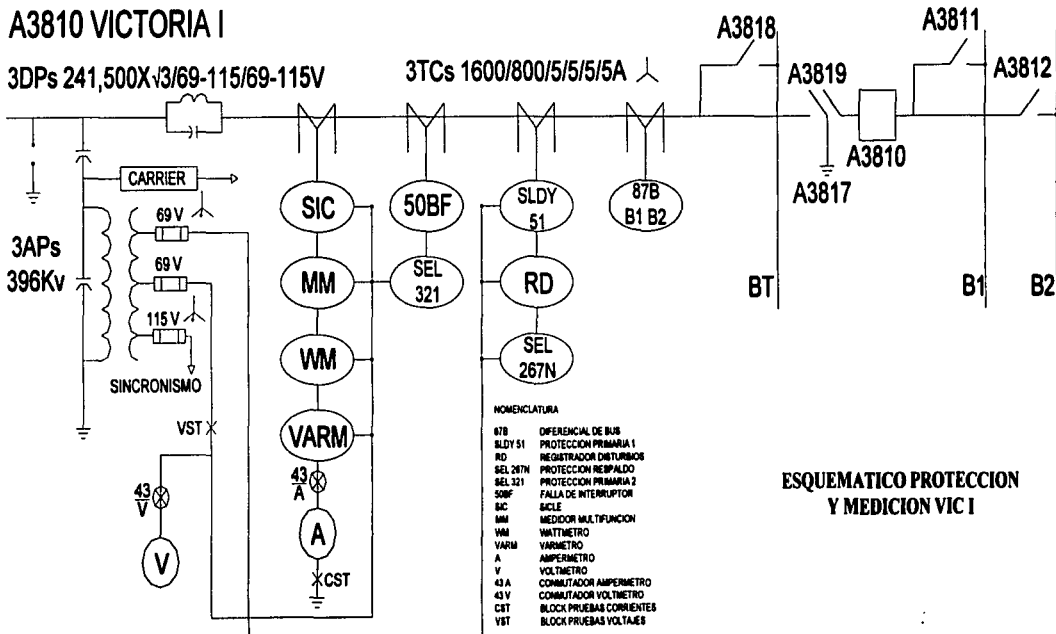 A3810 VICTORIA I
3DPs 241,500X√3/69-115/69-115V
3TCs 1600/800/5/5/5/5A
A3818
A3811
A3819
A3812
A3810
A3817
CARRIER
69 V
3APs
396Kv
69 V
115 V
SINCRONISMO
VST
43
V
V
SIC
MM
WM
VARM
43
A
A
CST
50BF
SEL
321
SLDY
51
RD
SEL
267N
87B
B1 B2
BT
B1
B2
NOMENCLATURA
87B DIFERENCIAL DE BUS
SLDY 51 PROTECCION PRIMARIA 1
RD REGISTRADOR DISTURBIOS
SEL 267N PROTECCION RESPALDO
SEL 321 PROTECCION PRIMARIA 2
50BF FALLA DE INTERRUPTOR
SIC SICLE
MM MEDIDOR MULTIFUNCION
WM WATTMETRO
VARM VARMETRO
A AMPERMETRO
V VOLTMETRO
43 A CONMUTADOR AMPERMETRO
43 V CONMUTADOR VOLTMETRO
CST BLOCK PRUEBAS CORRIENTES
VST BLOCK PRUEBAS VOLTAJES
ESQUEMATICO PROTECCION
Y MEDICION VIC I